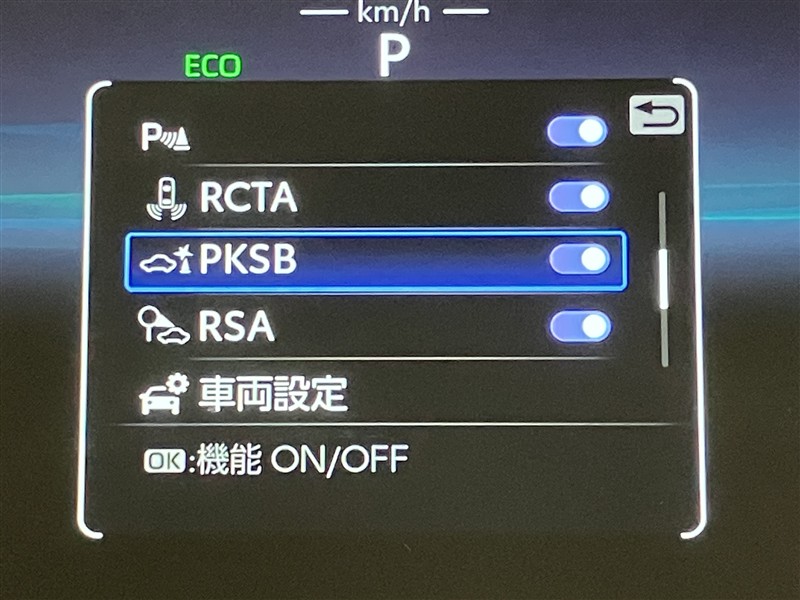 km/h
P
ECO
P
RCTA
PKSB
RSA
車両設定
OK:機能 ON/OFF